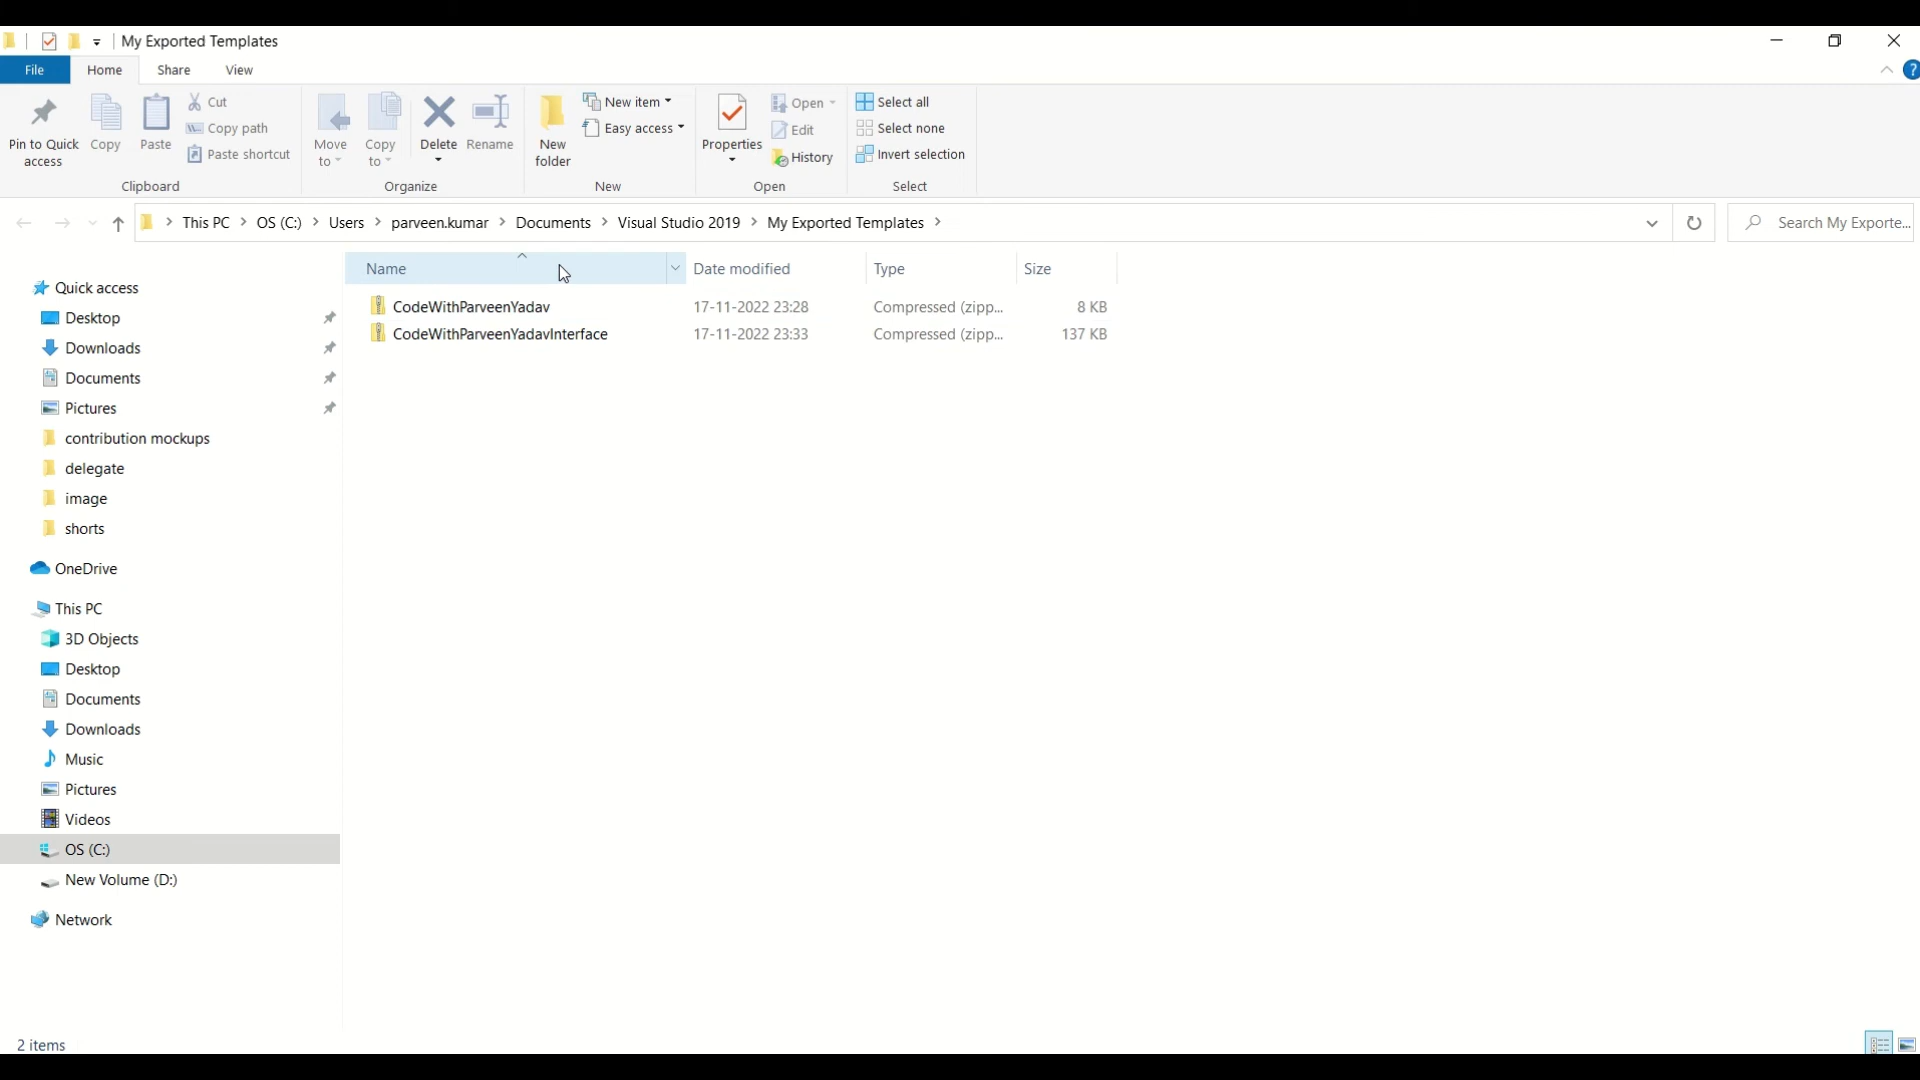 My Exported Templates
File Home Share View
Pin to Quick access
Copy
Paste
Cut
Copy path
Paste shortcut
Clipboard
Move to
Copy to
Delete
Rename
Organize
New folder
New item
Easy access
New
Properties
Open
Edit
History
Open
Select all
Select none
Invert selection
Select
This PC > OS (C:) > Users > parveen.kumar > Documents > Visual Studio 2019 > My Exported Templates >
Search My Exporte...
Quick access
Desktop
Downloads
Documents
Pictures
contribution mockups
delegate
image
shorts
OneDrive
This PC
3D Objects
Desktop
Documents
Downloads
Music
Pictures
Videos
OS (C:)
New Volume (D:)
Network
Name Date modified Type Size
CodeWithParveenYadav 17-11-2022 23:28 Compressed (zipp... 8 KB
CodeWithParveenYadavInterface 17-11-2022 23:33 Compressed (zipp... 137 KB
2 items